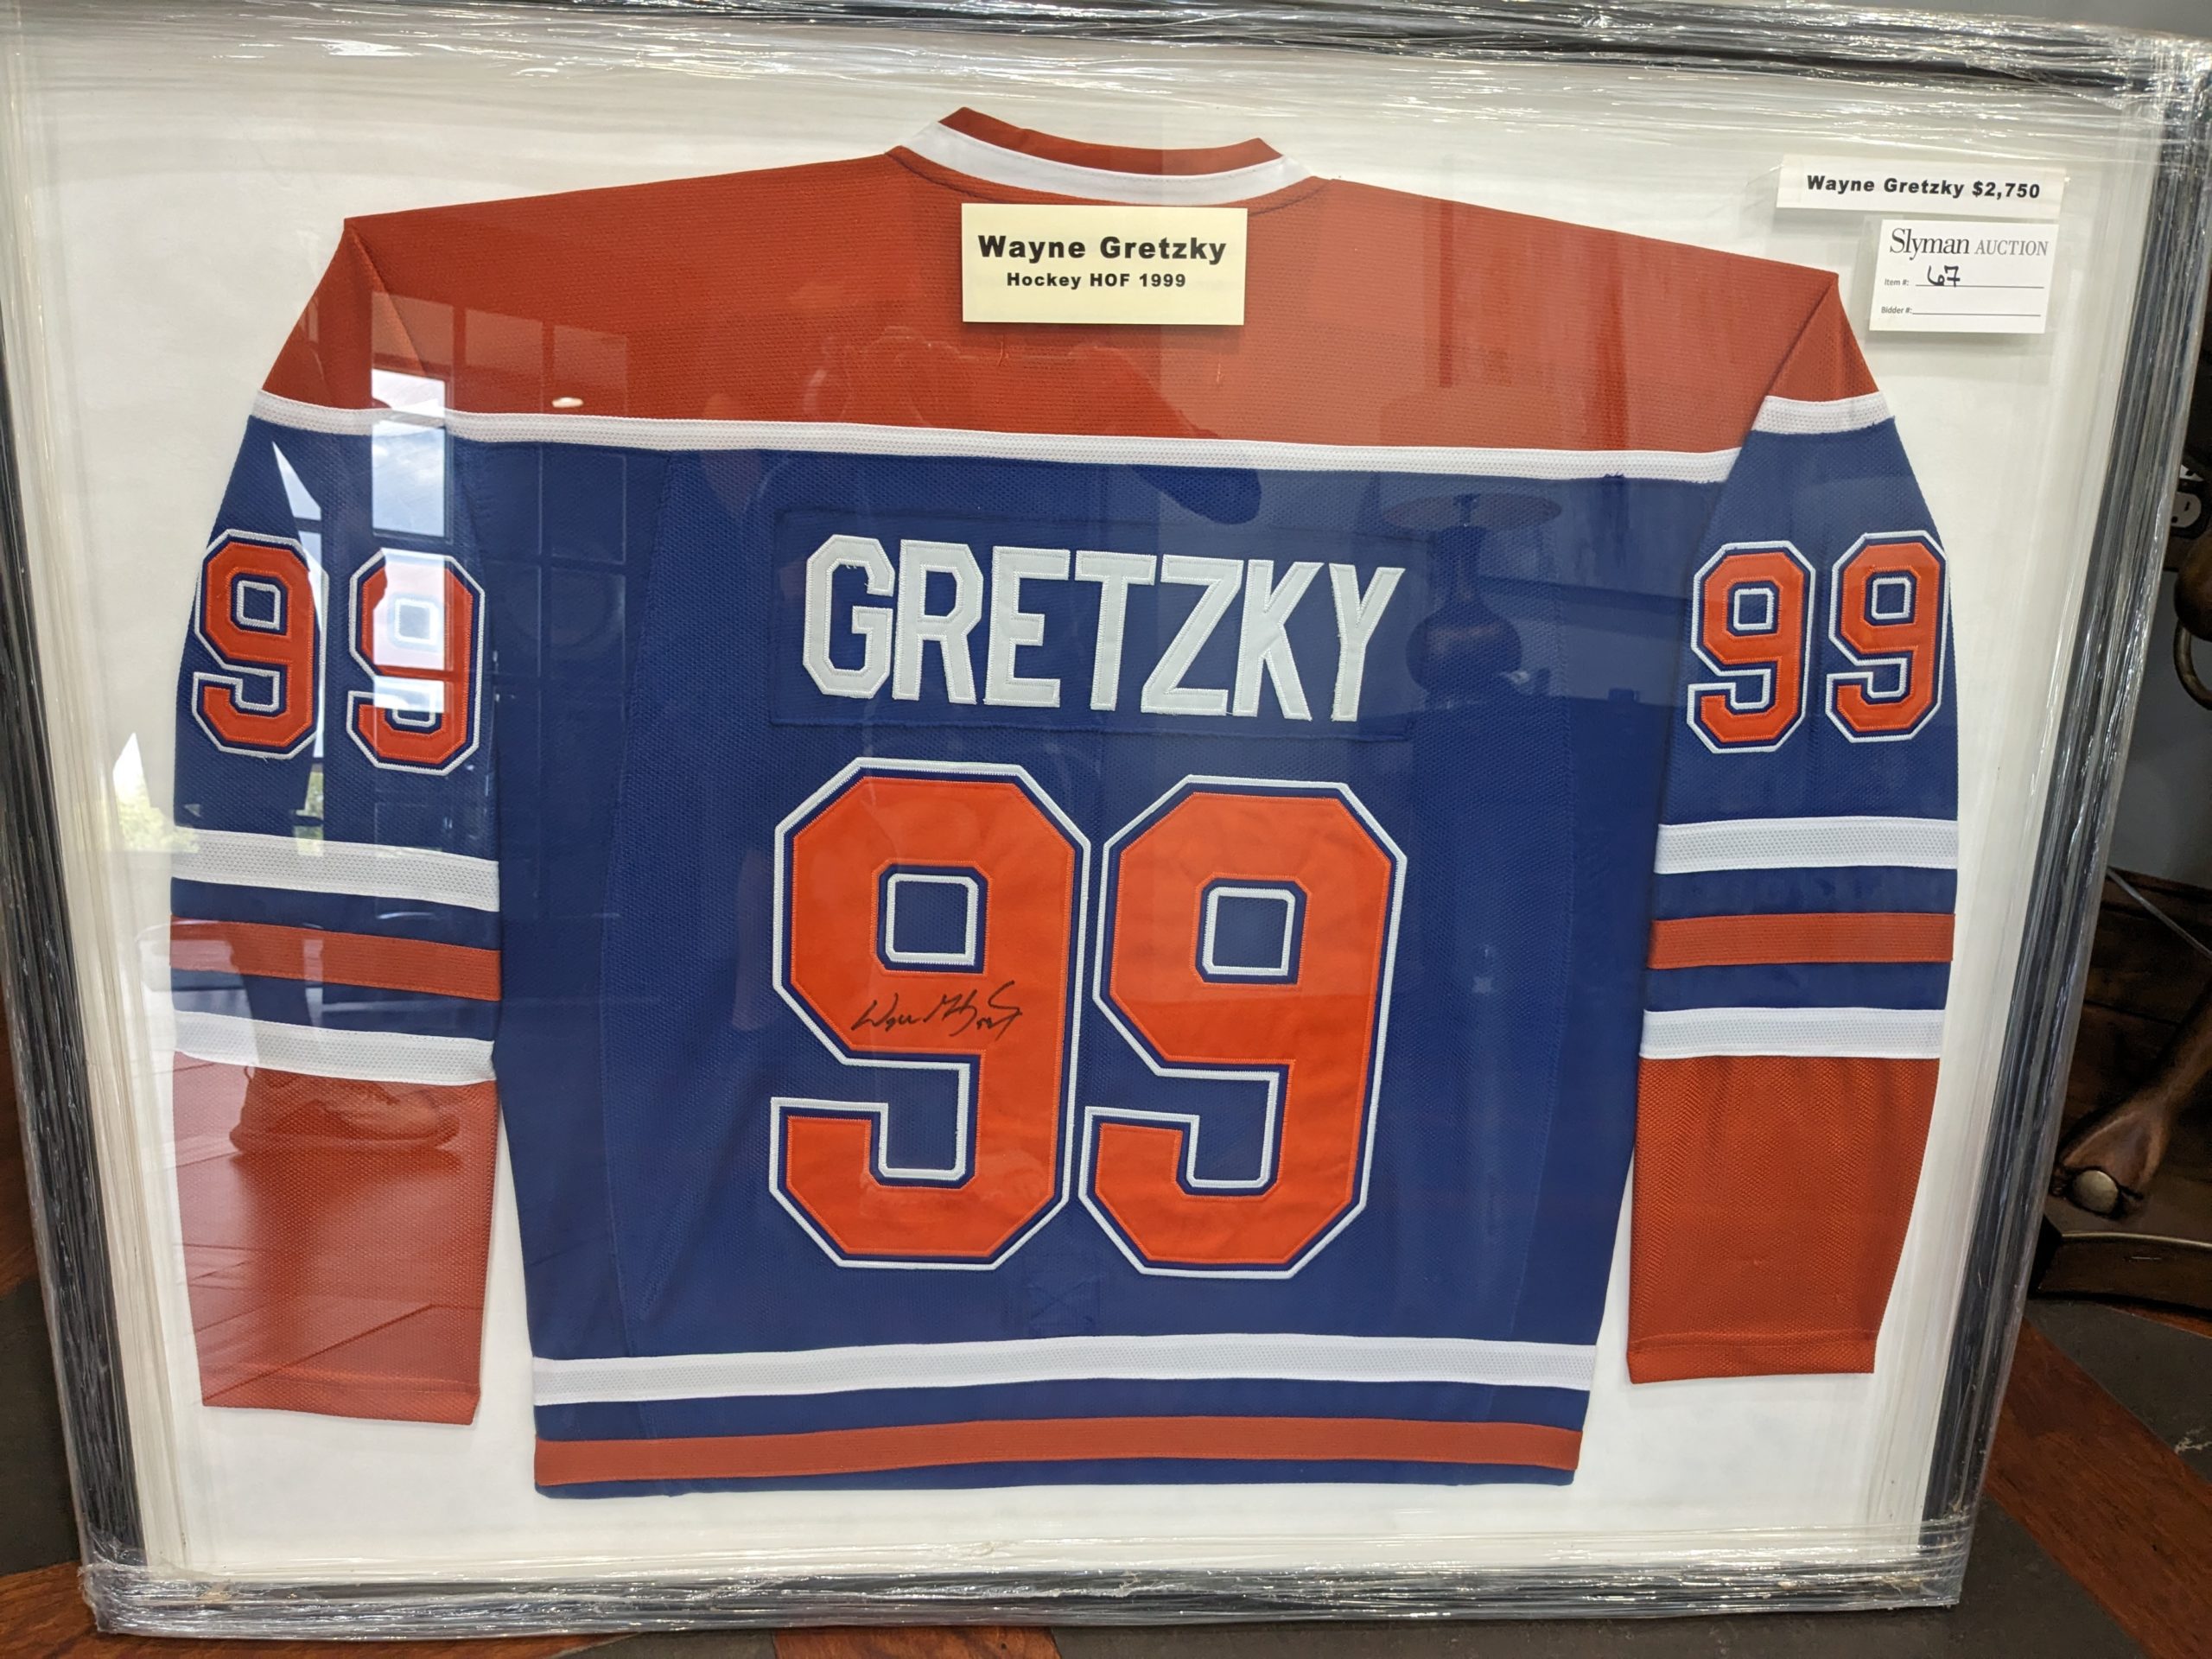 Wayne Gretzky $2,750
Slyman AUCTION
Item #: 67
Bidder #:
Wayne Gretzky
Hockey HOF 1999
GRETZKY
99
99
99